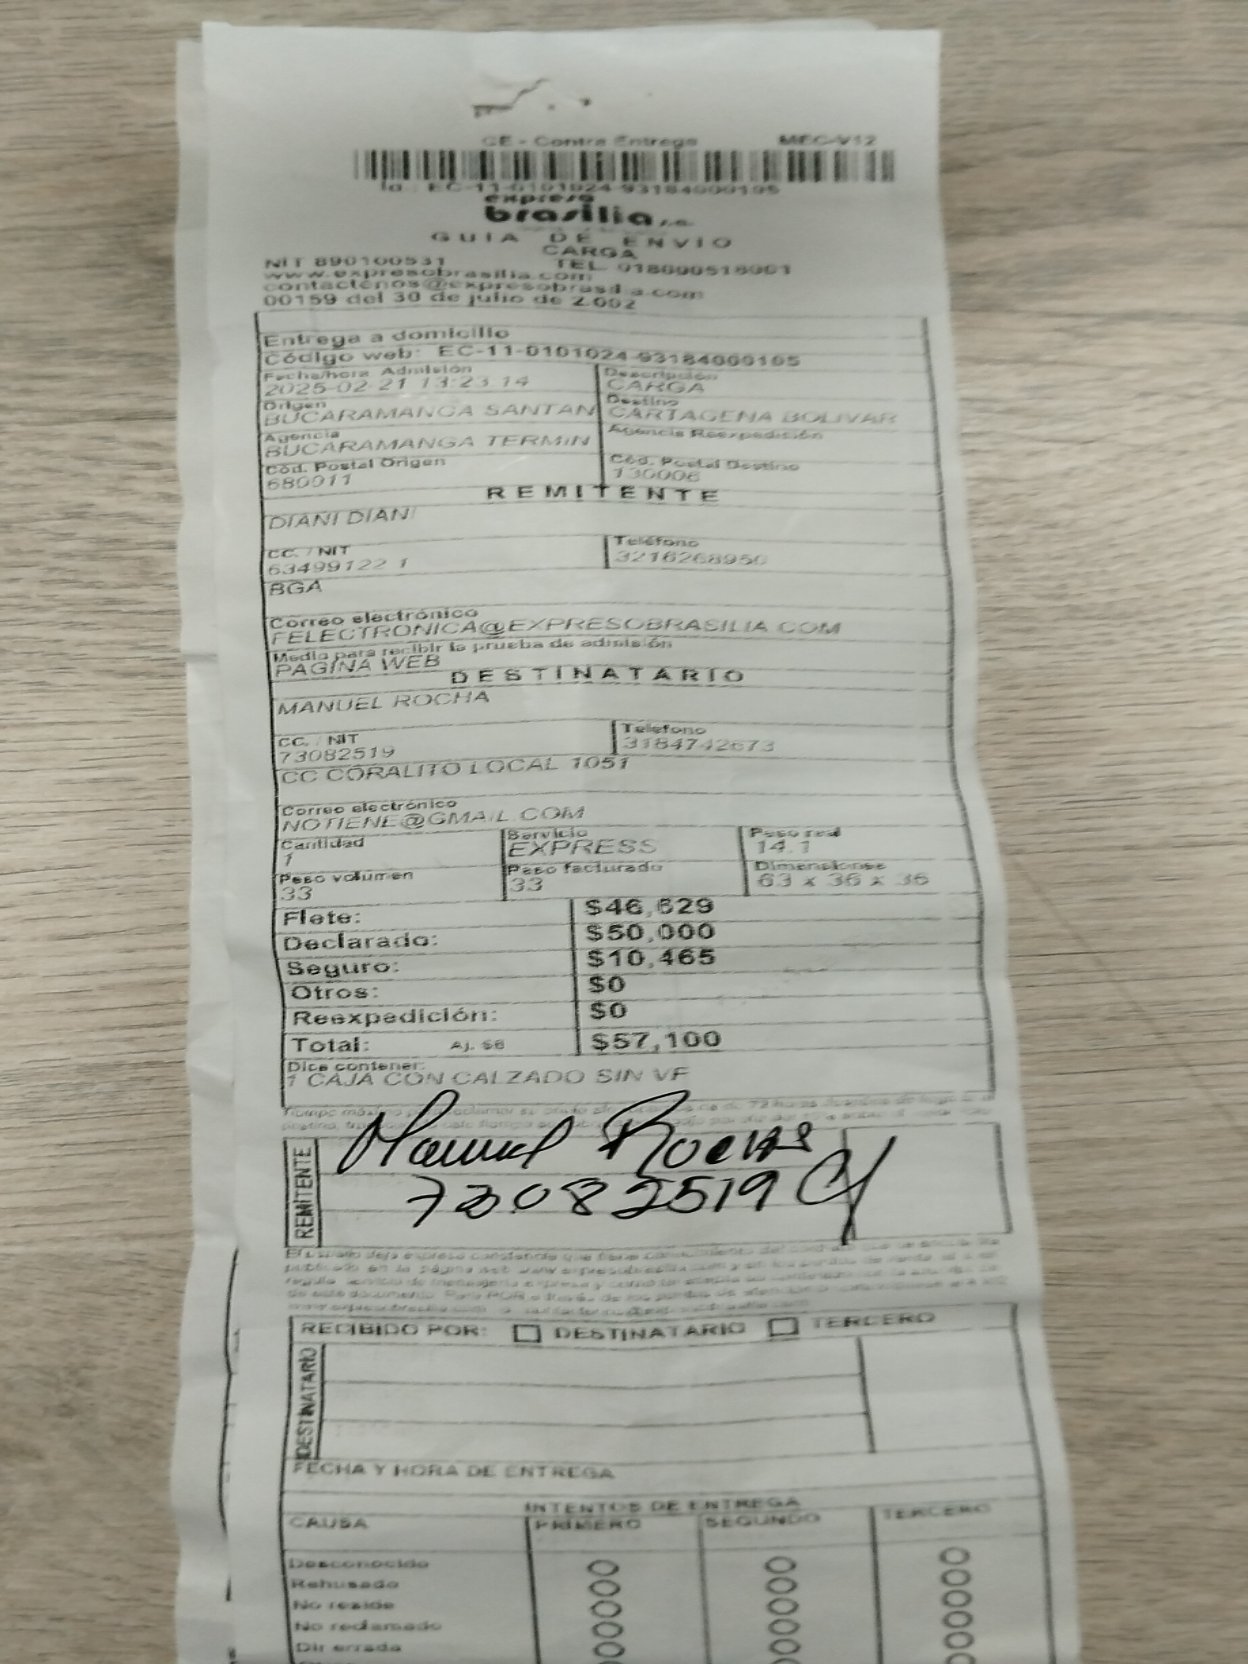 CE - Contra Entrega MEC-V12
Id.: EC-11-0101024-93184000105
expreso
brasilia s.a.
GUIA DE ENVIO
CARGA
NIT 890100531 TEL. 018000518001
www.expresobrasilia.com
contactenos@expresobrasilia.com
00159 del 30 de julio de 2.002
Entrega a domicilio
Código web: EC-11-0101024-93184000105
Fecha/hora Admisión Descripción
2025-02-21 13:23:14 CARGA
Origen Destino
BUCARAMANGA SANTAN CARTAGENA BOLIVAR
Agencia Agencia Reexpedición
BUCARAMANGA TERMIN
Cód. Postal Origen Cód. Postal Destino
680011 130006
REMITENTE
DIANI DIANI
CC. / NIT Teléfono
63499122 1 3216268950
BGA
Correo electrónico
FELECTRONICA@EXPRESOBRASILIA.COM
Medio para recibir la prueba de admisión
PAGINA WEB
DESTINATARIO
MANUEL ROCHA
CC. / NIT Teléfono
73082519 3184742673
CC CORALITO LOCAL 1051
Correo electrónico
NOTIENE@GMAIL.COM
Cantidad Servicio Peso real
1 EXPRESS 14.1
Peso volumen Peso facturado Dimensiones
33 33 63 x 36 x 36
Flete: $46,629
Declarado: $50,000
Seguro: $10,465
Otros: $0
Reexpedición: $0
Total: Aj. $6 $57,100
Dice contener:
1 CAJA CON CALZADO SIN VF
REMITENTE
Manuel
73082519
RECIBIDO POR: DESTINATARIO TERCERO
DESTINATARIO
FECHA Y HORA DE ENTREGA
INTENTOS DE ENTREGA
CAUSA PRIMERO SEGUNDO TERCERO
Desconocido
Rehusado
No reside
No reclamado
Dir errada